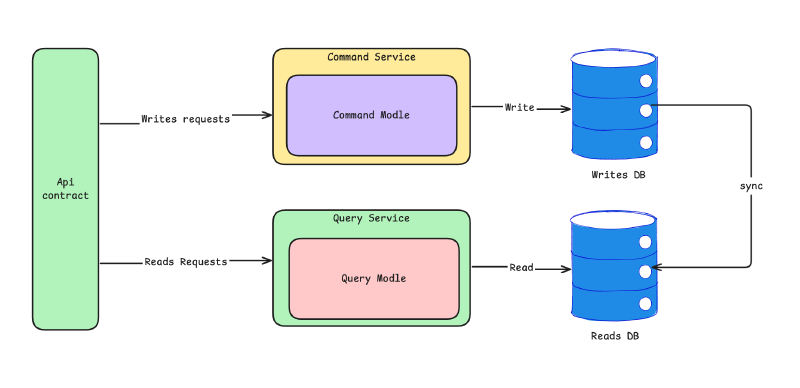 Command Service
Command Modle
Writes requests
Write
Writes DB
Api
contract
sync
Query Service
Reads Requests
Read
Query Modle
Reads DB